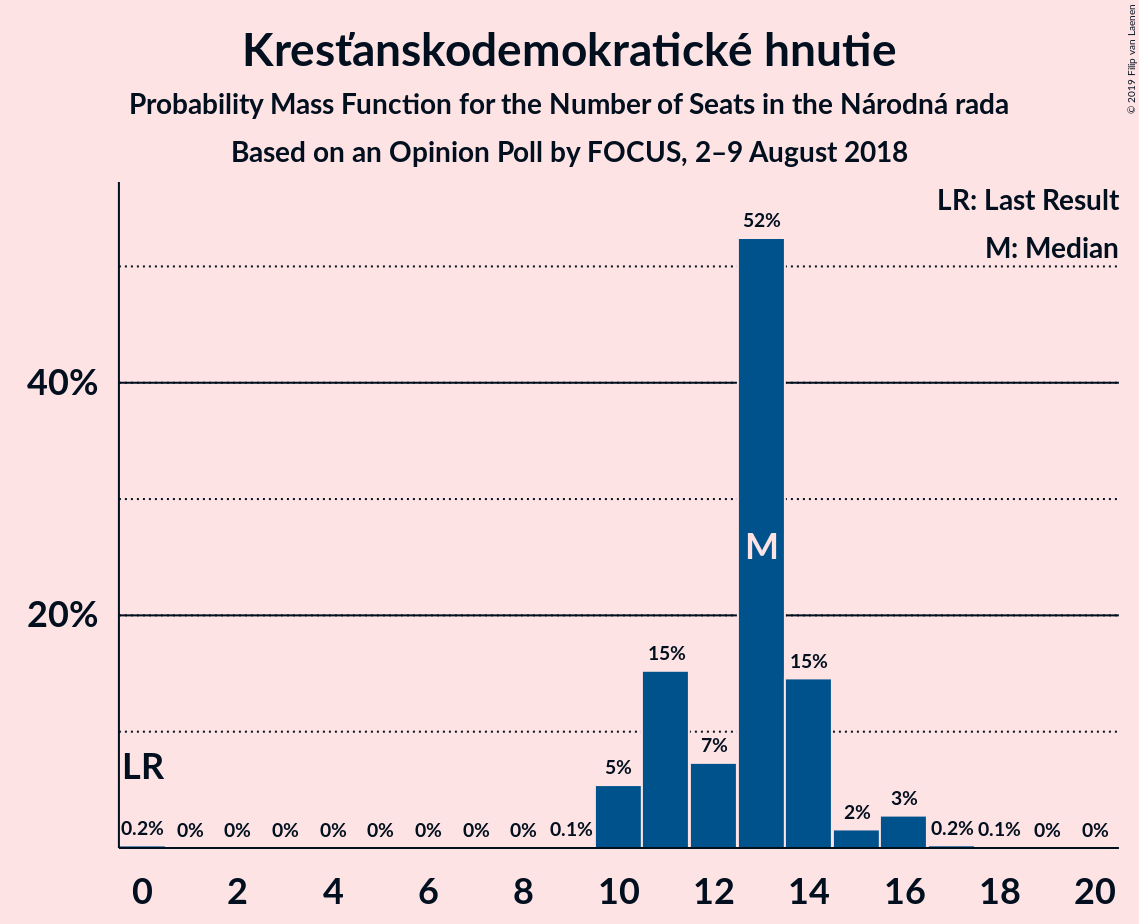 Kresťanskodemokratické hnutie
Probability Mass Function for the Number of Seats in the Národná rada
Based on an Opinion Poll by FOCUS, 2–9 August 2018
© 2019 Filip van Laenen
LR: Last Result
M: Median
52%
40%
M
20%
15%
15%
7%
LR
5%
3%
2%
0.2% 0% 0% 0% 0% 0% 0% 0% 0% 0.1% 0.2% 0.1% 0% 0%
0 2 4 6 8 10 12 14 16 18 20